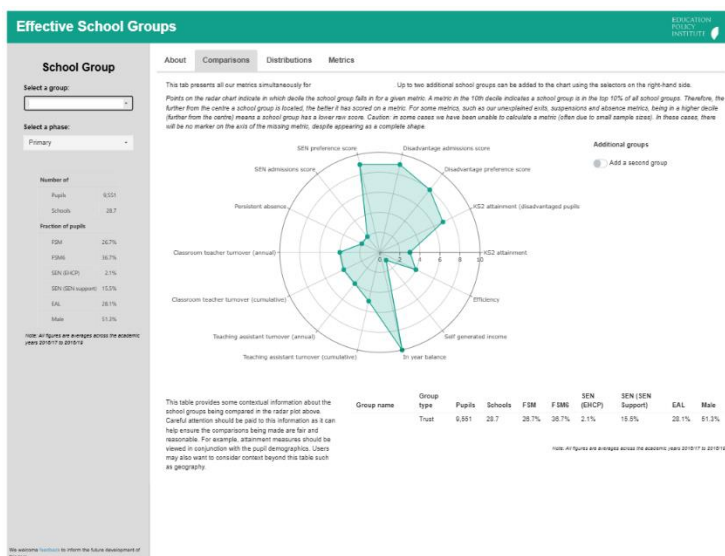 Effective School Groups
EDUCATION
POLICY
INSTITUTE
School Group
Select a group:
Select a phase:
Primary
Number of
Pupils 9,551
Schools 28.7
Fraction of pupils
FSM 26.7%
FSM6 36.7%
SEN (EHCP) 2.1%
SEN (SEN support) 15.5%
EAL 28.1%
Male 51.3%
Note: All figures are averages across the academic
years 2016/17 to 2018/19
We welcome feedback to inform the future development of
About Comparisons Distributions Metrics
This tab presents all our metrics simultaneously for Up to two additional school groups can be added to the chart using the selectors on the right-hand side.
Points on the radar chart indicate in which decile the school group falls in for a given metric. A metric in the 10th decile indicates a school group is in the top 10% of all school groups. Therefore, the
further from the centre a school group is located, the better it has scored on a metric. For some metrics, such as our unexplained exits, suspensions and absence metrics, being in a higher decile
(further from the centre) means a school group has a lower raw score. Caution: in some cases we have been unable to calculate a metric (often due to small sample sizes). In these cases, there
will be no marker on the axis of the missing metric, despite appearing as a complete shape.
SEN preference score
Disadvantage admissions score
SEN admissions score
Disadvantage preference score
Persistent absence
KS2 attainment (disadvantaged pupils
Classroom teacher turnover (annual)
KS2 attainment
0 2 4 6 8 10
Classroom teacher turnover (cumulative)
Efficiency
Teaching assistant turnover (annual)
Self generated income
Teaching assistant turnover (cumulative)
In year balance
Additional groups
Add a second group
This table provides some contextual information about the
school groups being compared in the radar plot above.
Careful attention should be paid to this information as it can
help ensure the comparisons being made are fair and
reasonable. For example, attainment measures should be
viewed in conjunction with the pupil demographics. Users
may also want to consider context beyond this table such
as geography.
Group name Group type Pupils Schools FSM FSM6 SEN (EHCP) SEN (SEN Support) EAL Male
Trust 9,551 28.7 26.7% 36.7% 2.1% 15.5% 28.1% 51.3%
Note: All figures are averages across the academic years 2016/17 to 2018/19